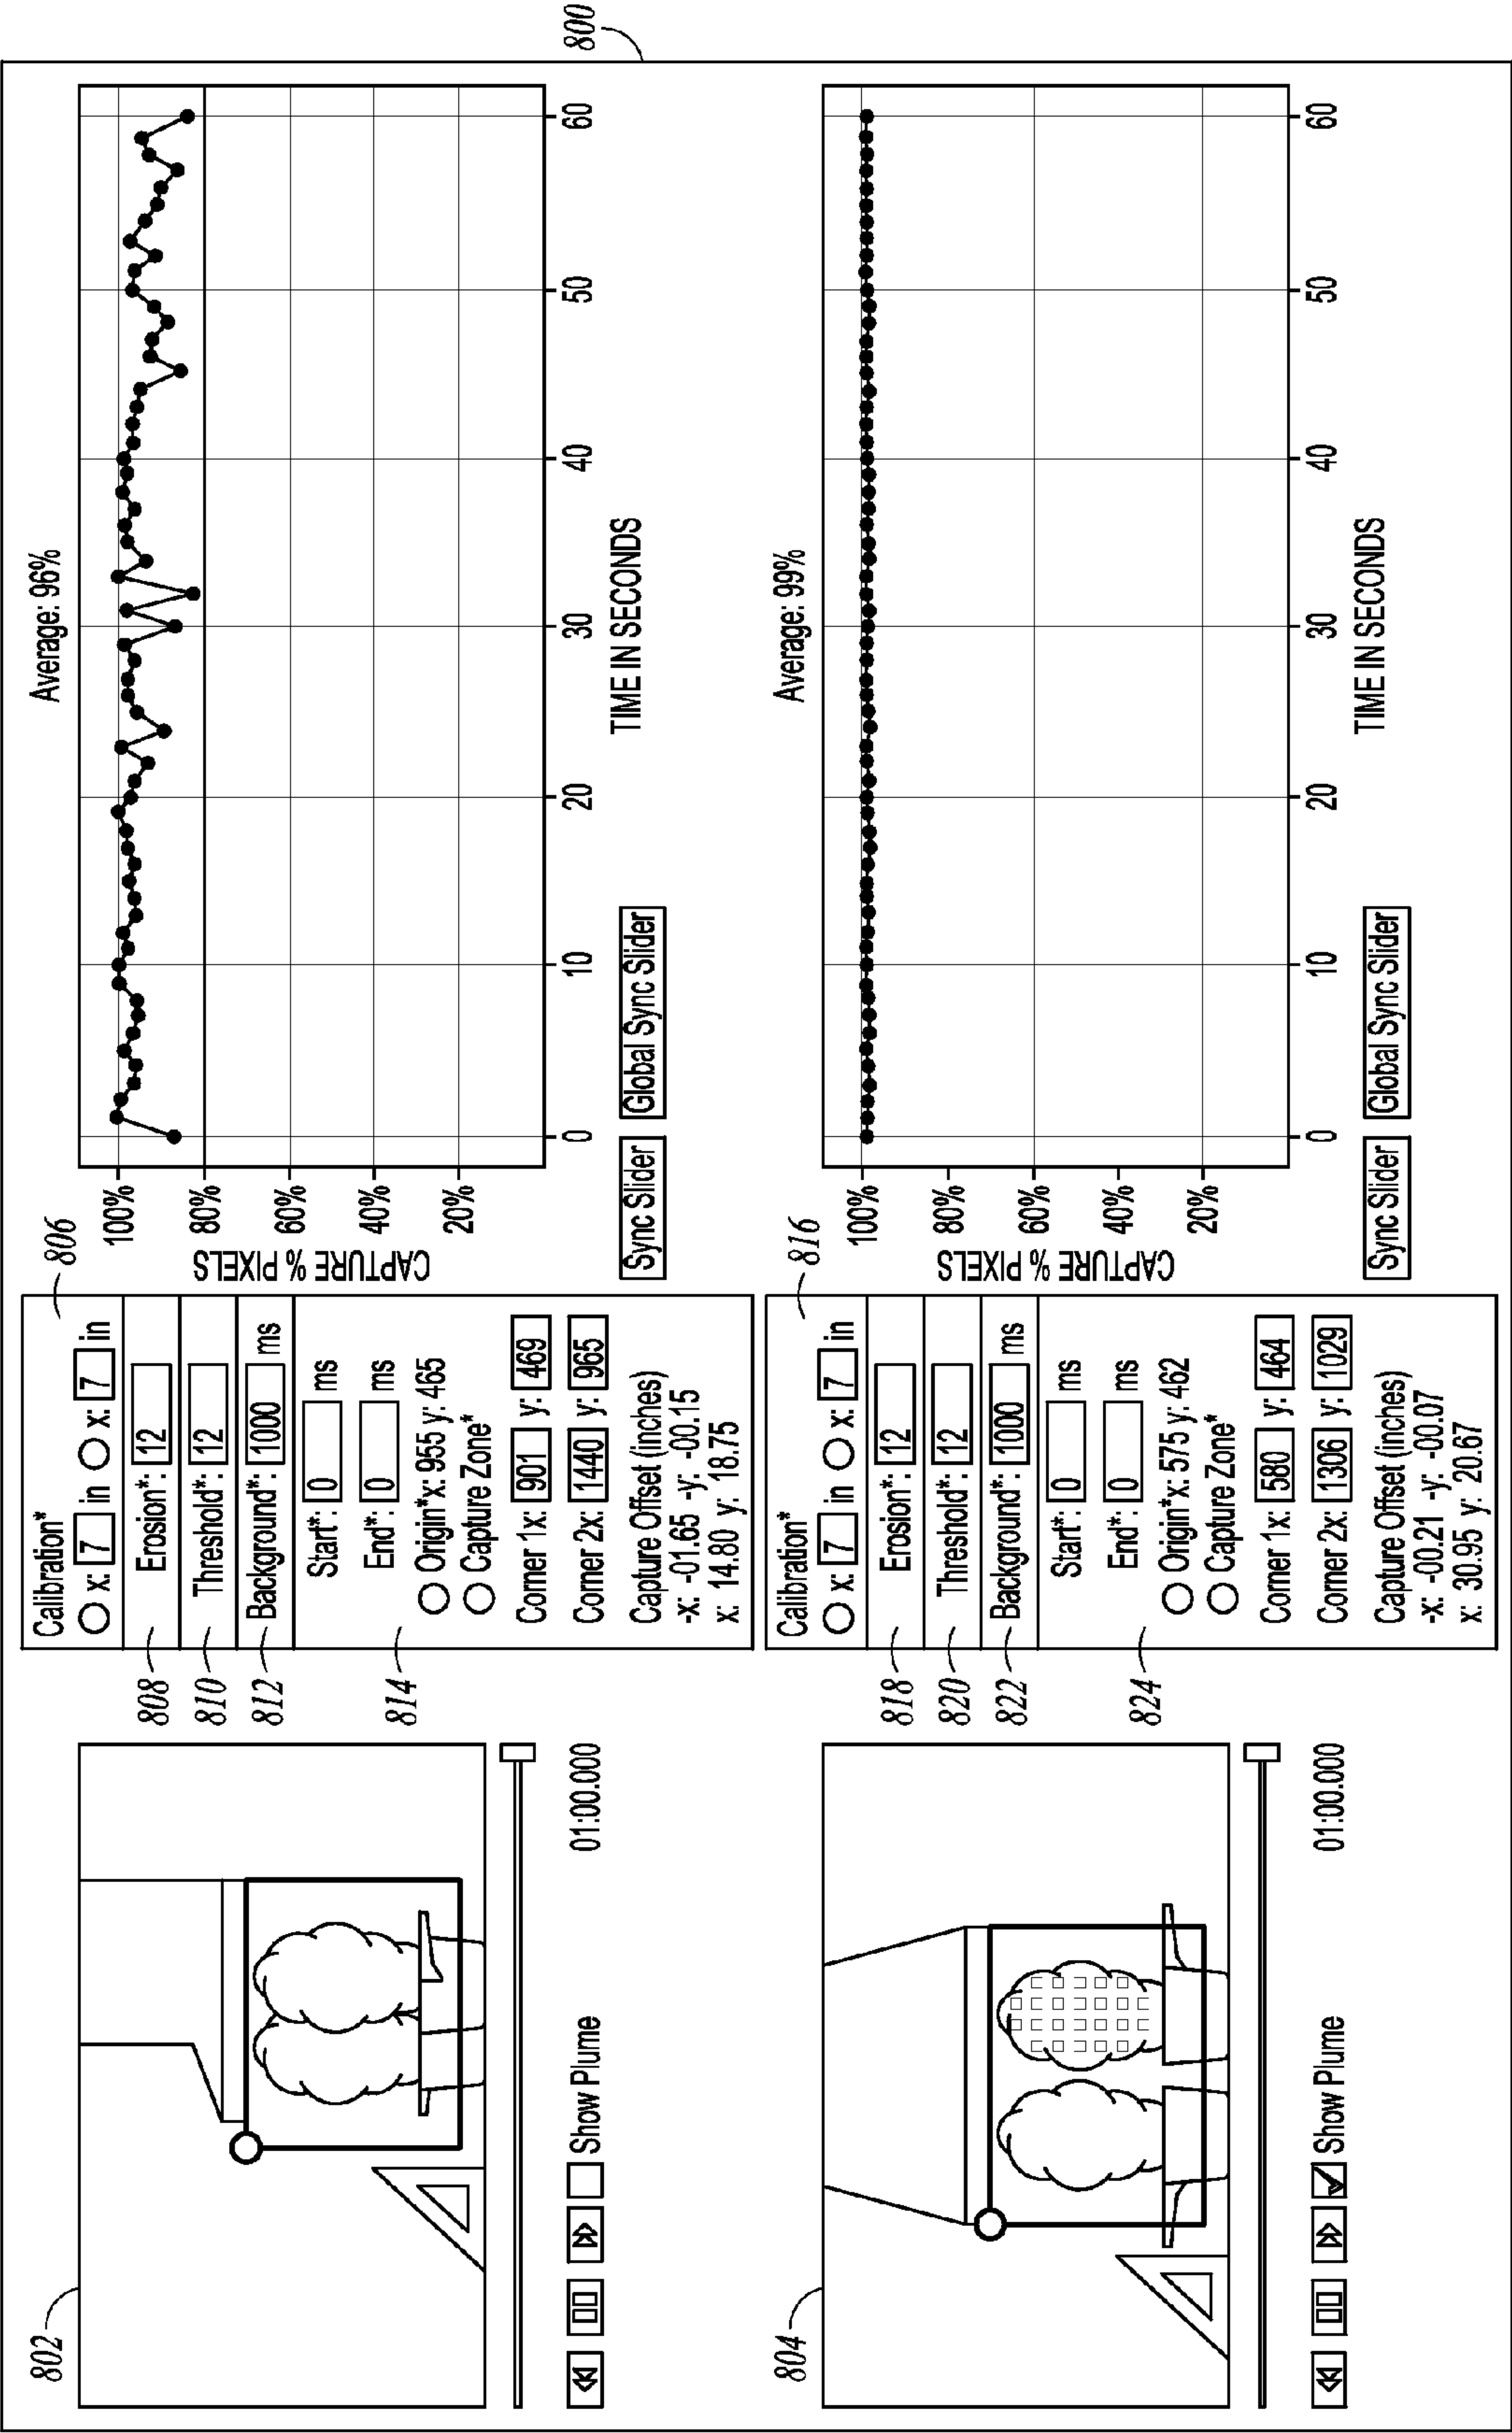 800
802
01:00.000
Show Plume
806
Calibration*
x: 7 in x: 7 in
808
Erosion*: 12
810
Threshold*: 12
812
Background*: 1000 ms
814
Start*: 0 ms
End*: 0 ms
Origin*x: 955 y: 465
Capture Zone*
Corner 1x: 901 y: 469
Corner 2x: 1440 y: 965
Capture Offset (inches)
-x: -01.65 -y: -00.15
x: 14.80 y: 18.75
Average: 96%
CAPTURE % PIXELS
100%
80%
60%
40%
20%
0 10 20 30 40 50 60
TIME IN SECONDS
Sync Slider Global Sync Slider
804
01:00.000
Show Plume
816
Calibration*
x: 7 in x: 7 in
818
Erosion*: 12
820
Threshold*: 12
822
Background*: 1000 ms
824
Start*: 0 ms
End*: 0 ms
Origin*x: 575 y: 462
Capture Zone*
Corner 1x: 580 y: 464
Corner 2x: 1306 y: 1029
Capture Offset (inches)
-x: -00.21 -y: -00.07
x: 30.95 y: 20.67
Average: 99%
CAPTURE % PIXELS
100%
80%
60%
40%
20%
0 10 20 30 40 50 60
TIME IN SECONDS
Sync Slider Global Sync Slider